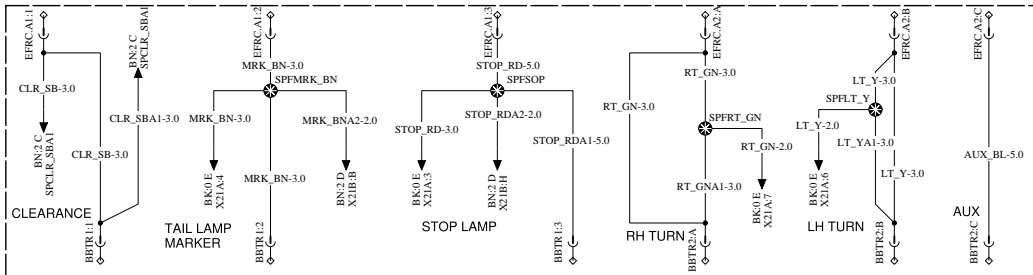 EFRC.A1:1
BN:2 C
SPCLR_SBA1
CLR_SB-3.0
CLR_SBA1-3.0
BN:2 C
SPCLR_SBA1
CLR_SB-3.0
CLEARANCE
BBTR1:1
EFRC.A1:2
MRK_BN-3.0
SPFMRK_BN
MRK_BN-3.0
MRK_BNA2-2.0
BK:0 E
X21A:4
MRK_BN-3.0
BN:2 D
X21B:B
TAIL LAMP
MARKER
BBTR1:2
EFRC.A1:3
STOP_RD-5.0
SPFSOP
STOP_RD-3.0
STOP_RDA2-2.0
STOP_RDA1-5.0
BK:0 E
X21A:3
BN:2 D
X21B:H
STOP LAMP
BBTR1:3
EFRC.A2:A
RT_GN-3.0
RT_GN-3.0
SPFRT_GN
RT_GN-2.0
RT_GNA1-3.0
BK:0 E
X21A:7
RH TURN
BBTR2:A
EFRC.A2:B
LT_Y-3.0
SPFLT_Y
LT_Y-2.0
LT_YA1-3.0
LT_Y-3.0
BK:0 E
X21A:6
LH TURN
BBTR2:B
EFRC.A2:C
AUX_BL-5.0
AUX
BBTR2:C